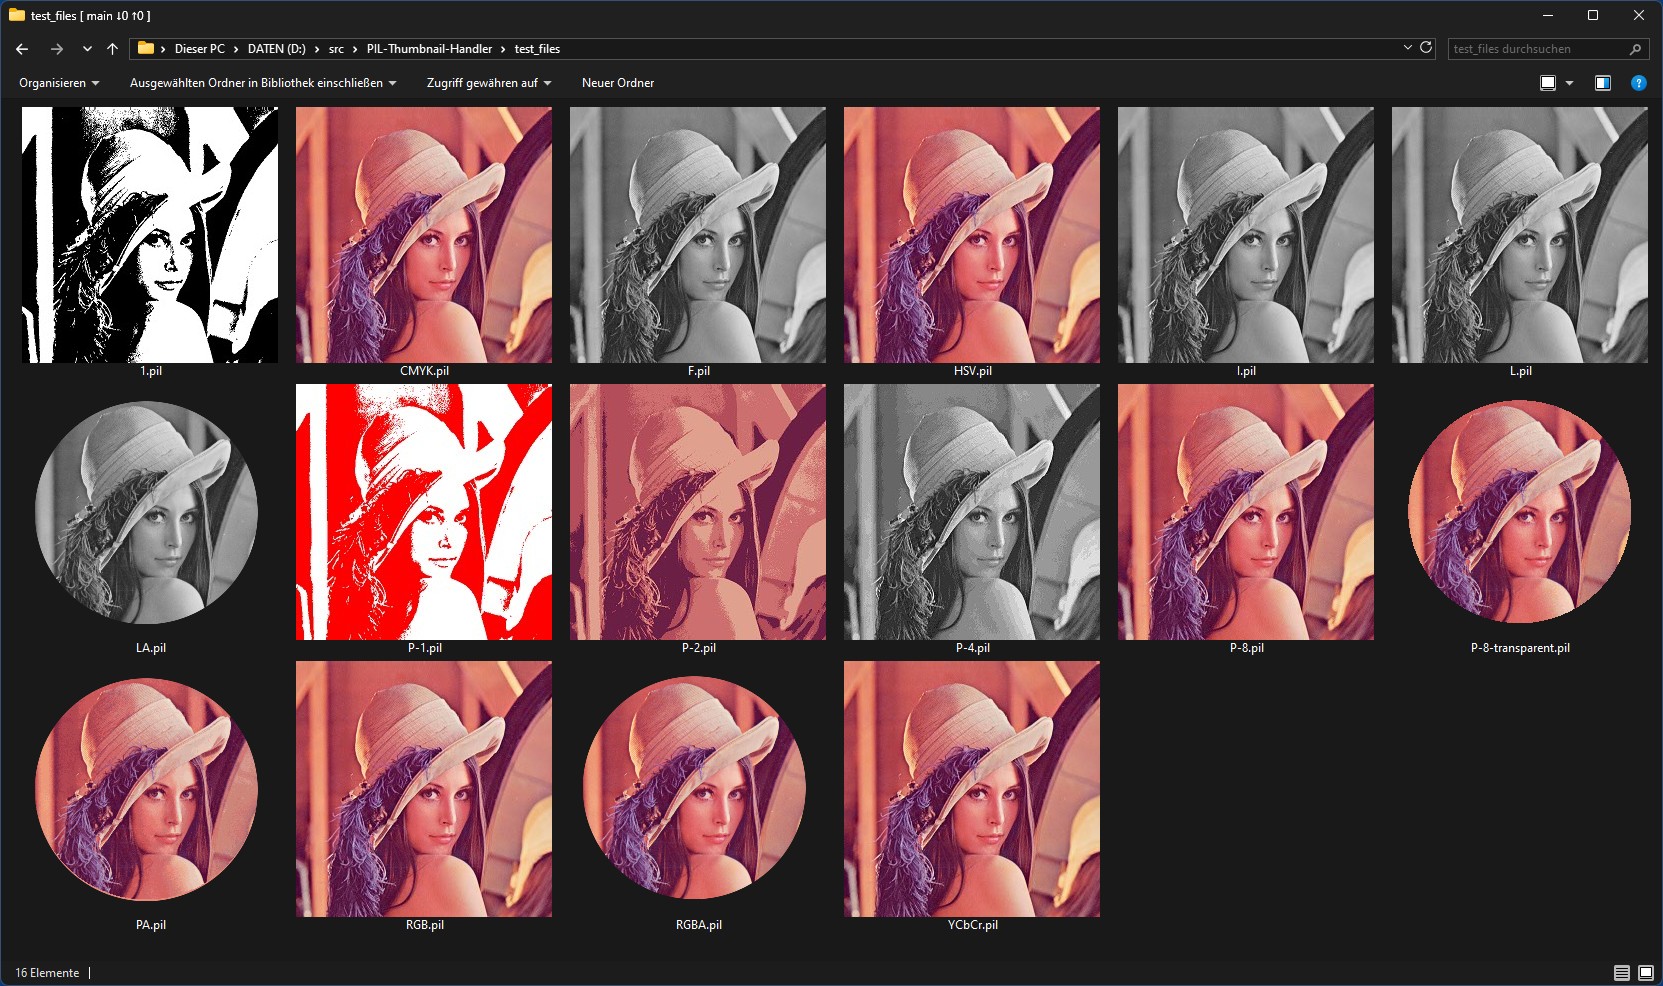 test_files [ main ↓0 ↑0 ]
Dieser PC > DATEN (D:) > src > PIL-Thumbnail-Handler > test_files
test_files durchsuchen
Organisieren Ausgewählten Ordner in Bibliothek einschließen Zugriff gewähren auf Neuer Ordner ?
1.pil CMYK.pil F.pil HSV.pil I.pil L.pil
LA.pil P-1.pil P-2.pil P-4.pil P-8.pil P-8-transparent.pil
PA.pil RGB.pil RGBA.pil YCbCr.pil
16 Elemente